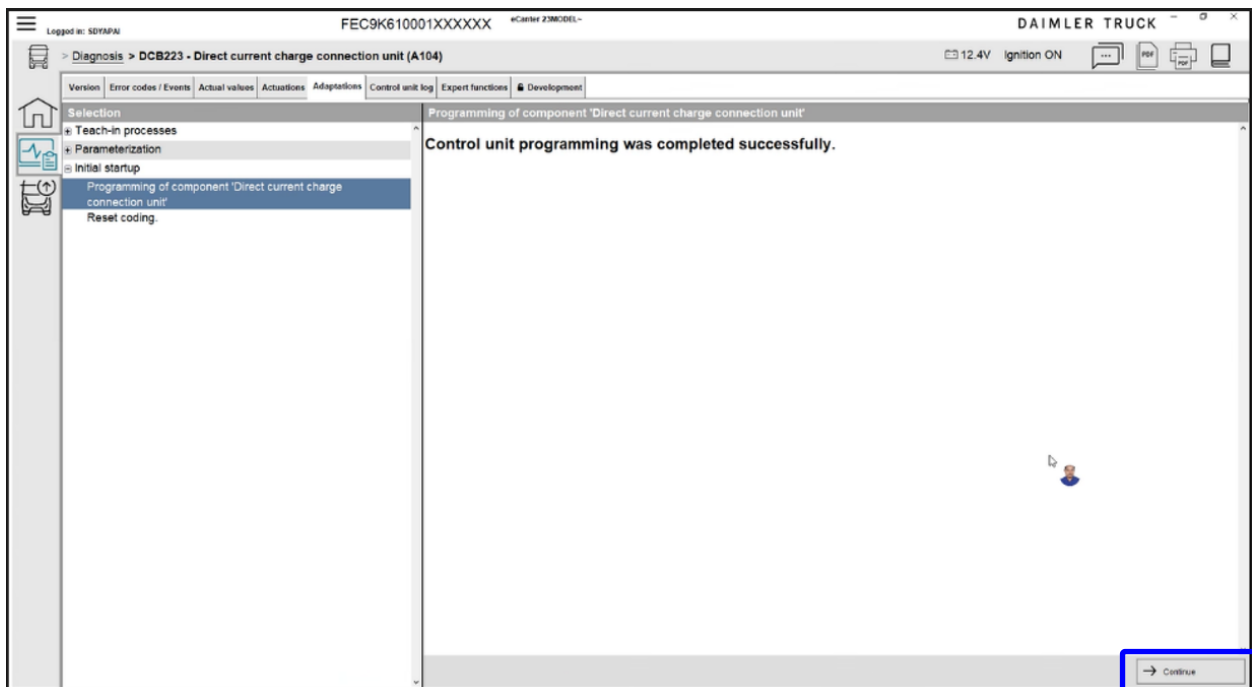 Logged in: SDYAPAI
FEC9K610001XXXXXX
eCanter 23MODEL~
DAIMLER TRUCK
> Diagnosis > DCB223 - Direct current charge connection unit (A104)
12.4V Ignition ON
PDF
PDF
Version Error codes / Events Actual values Actuations Adaptations Control unit log Expert functions Development
Selection
Teach-in processes
Parameterization
Initial startup
Programming of component 'Direct current charge
connection unit'
Reset coding.
Programming of component 'Direct current charge connection unit'
Control unit programming was completed successfully.
Continue